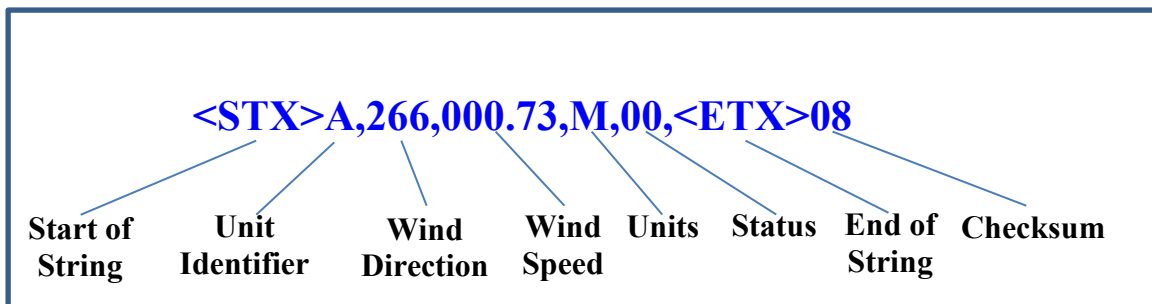 <STX>A,266,000.73,M,00,<ETX>08
Start of String
Unit Identifier
Wind Direction
Wind Speed
Units
Status
End of String
Checksum